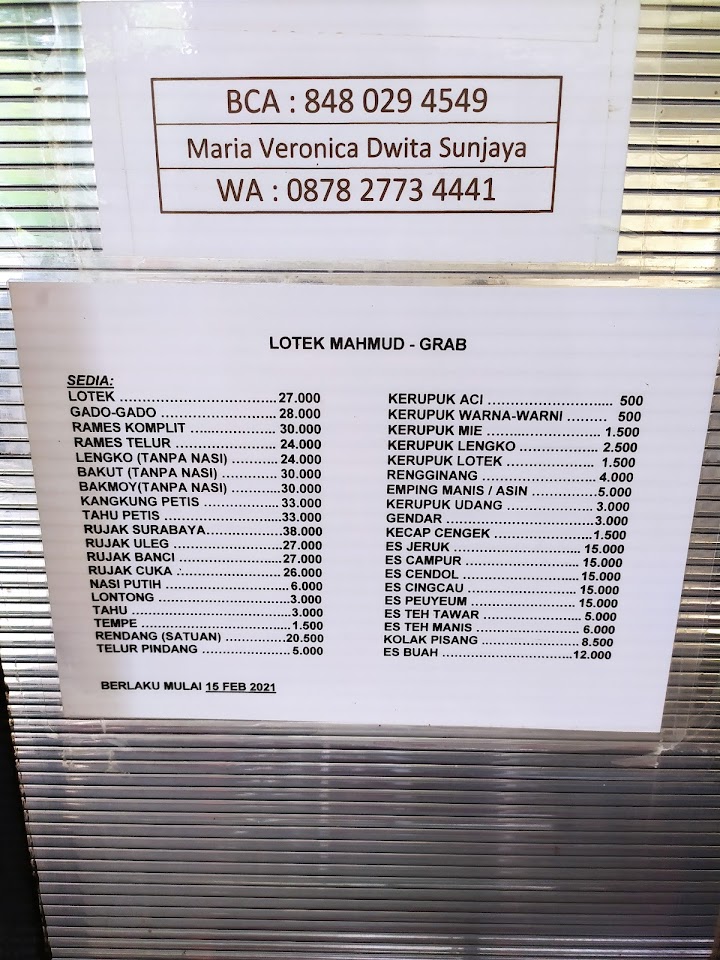 BCA : 848 029 4549
Maria Veronica Dwita Sunjaya
WA : 0878 2773 4441
LOTEK MAHMUD - GRAB
SEDIA:
LOTEK ........................................27.000
GADO-GADO ..............................28.000
RAMES KOMPLIT ........................30.000
RAMES TELUR ...........................24.000
LENGKO (TANPA NASI) ............24.000
BAKUT (TANPA NASI) ...............30.000
BAKMOY(TANPA NASI)..............30.000
KANGKUNG PETIS .....................33.000
TAHU PETIS ...............................33.000
RUJAK SURABAYA......................38.000
RUJAK ULEG ..............................27.000
RUJAK BANCI .............................27.000
RUJAK CUKA .............................26.000
NASI PUTIH ................................6.000
LONTONG ..................................3.000
TAHU .........................................3.000
TEMPE .......................................1.500
RENDANG (SATUAN) .................20.500
TELUR PINDANG ........................5.000
BERLAKU MULAI 15 FEB 2021
KERUPUK ACI .............................. 500
KERUPUK WARNA-WARNI ......... 500
KERUPUK MIE ............................ 1.500
KERUPUK LENGKO ................... 2.500
KERUPUK LOTEK ...................... 1.500
RENGGINANG ............................ 4.000
EMPING MANIS / ASIN ................5.000
KERUPUK UDANG ...................... 3.000
GENDAR .....................................3.000
KECAP CENGEK .........................1.500
ES JERUK ................................ 15.000
ES CAMPUR ............................. 15.000
ES CENDOL .............................. 15.000
ES CINGCAU ............................. 15.000
ES PEUYEUM ............................15.000
ES TEH TAWAR .......................... 5.000
ES TEH MANIS ........................... 6.000
KOLAK PISANG ......................... 8.500
ES BUAH ...................................12.000